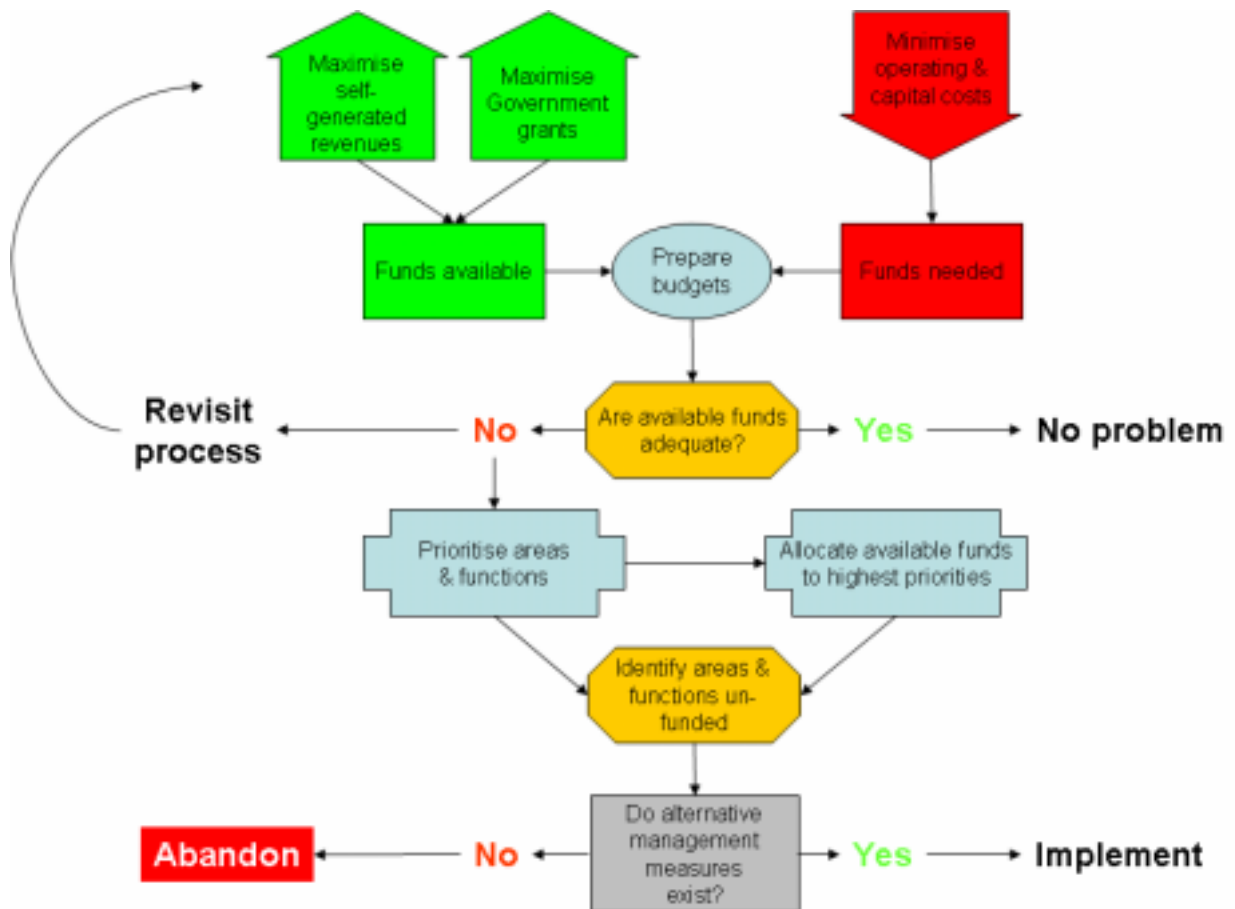 Maximise
self-
generated
revenues
Maximise
Government
grants
Minimise
operating &
capital costs
Funds available
Prepare
budgets
Funds needed
Revisit
process
No
Are available funds
adequate?
Yes
No problem
Prioritise areas
& functions
Allocate available funds
to highest priorities
Identify areas &
functions un-
funded
Abandon
No
Do alternative
management
measures
exist?
Yes
Implement